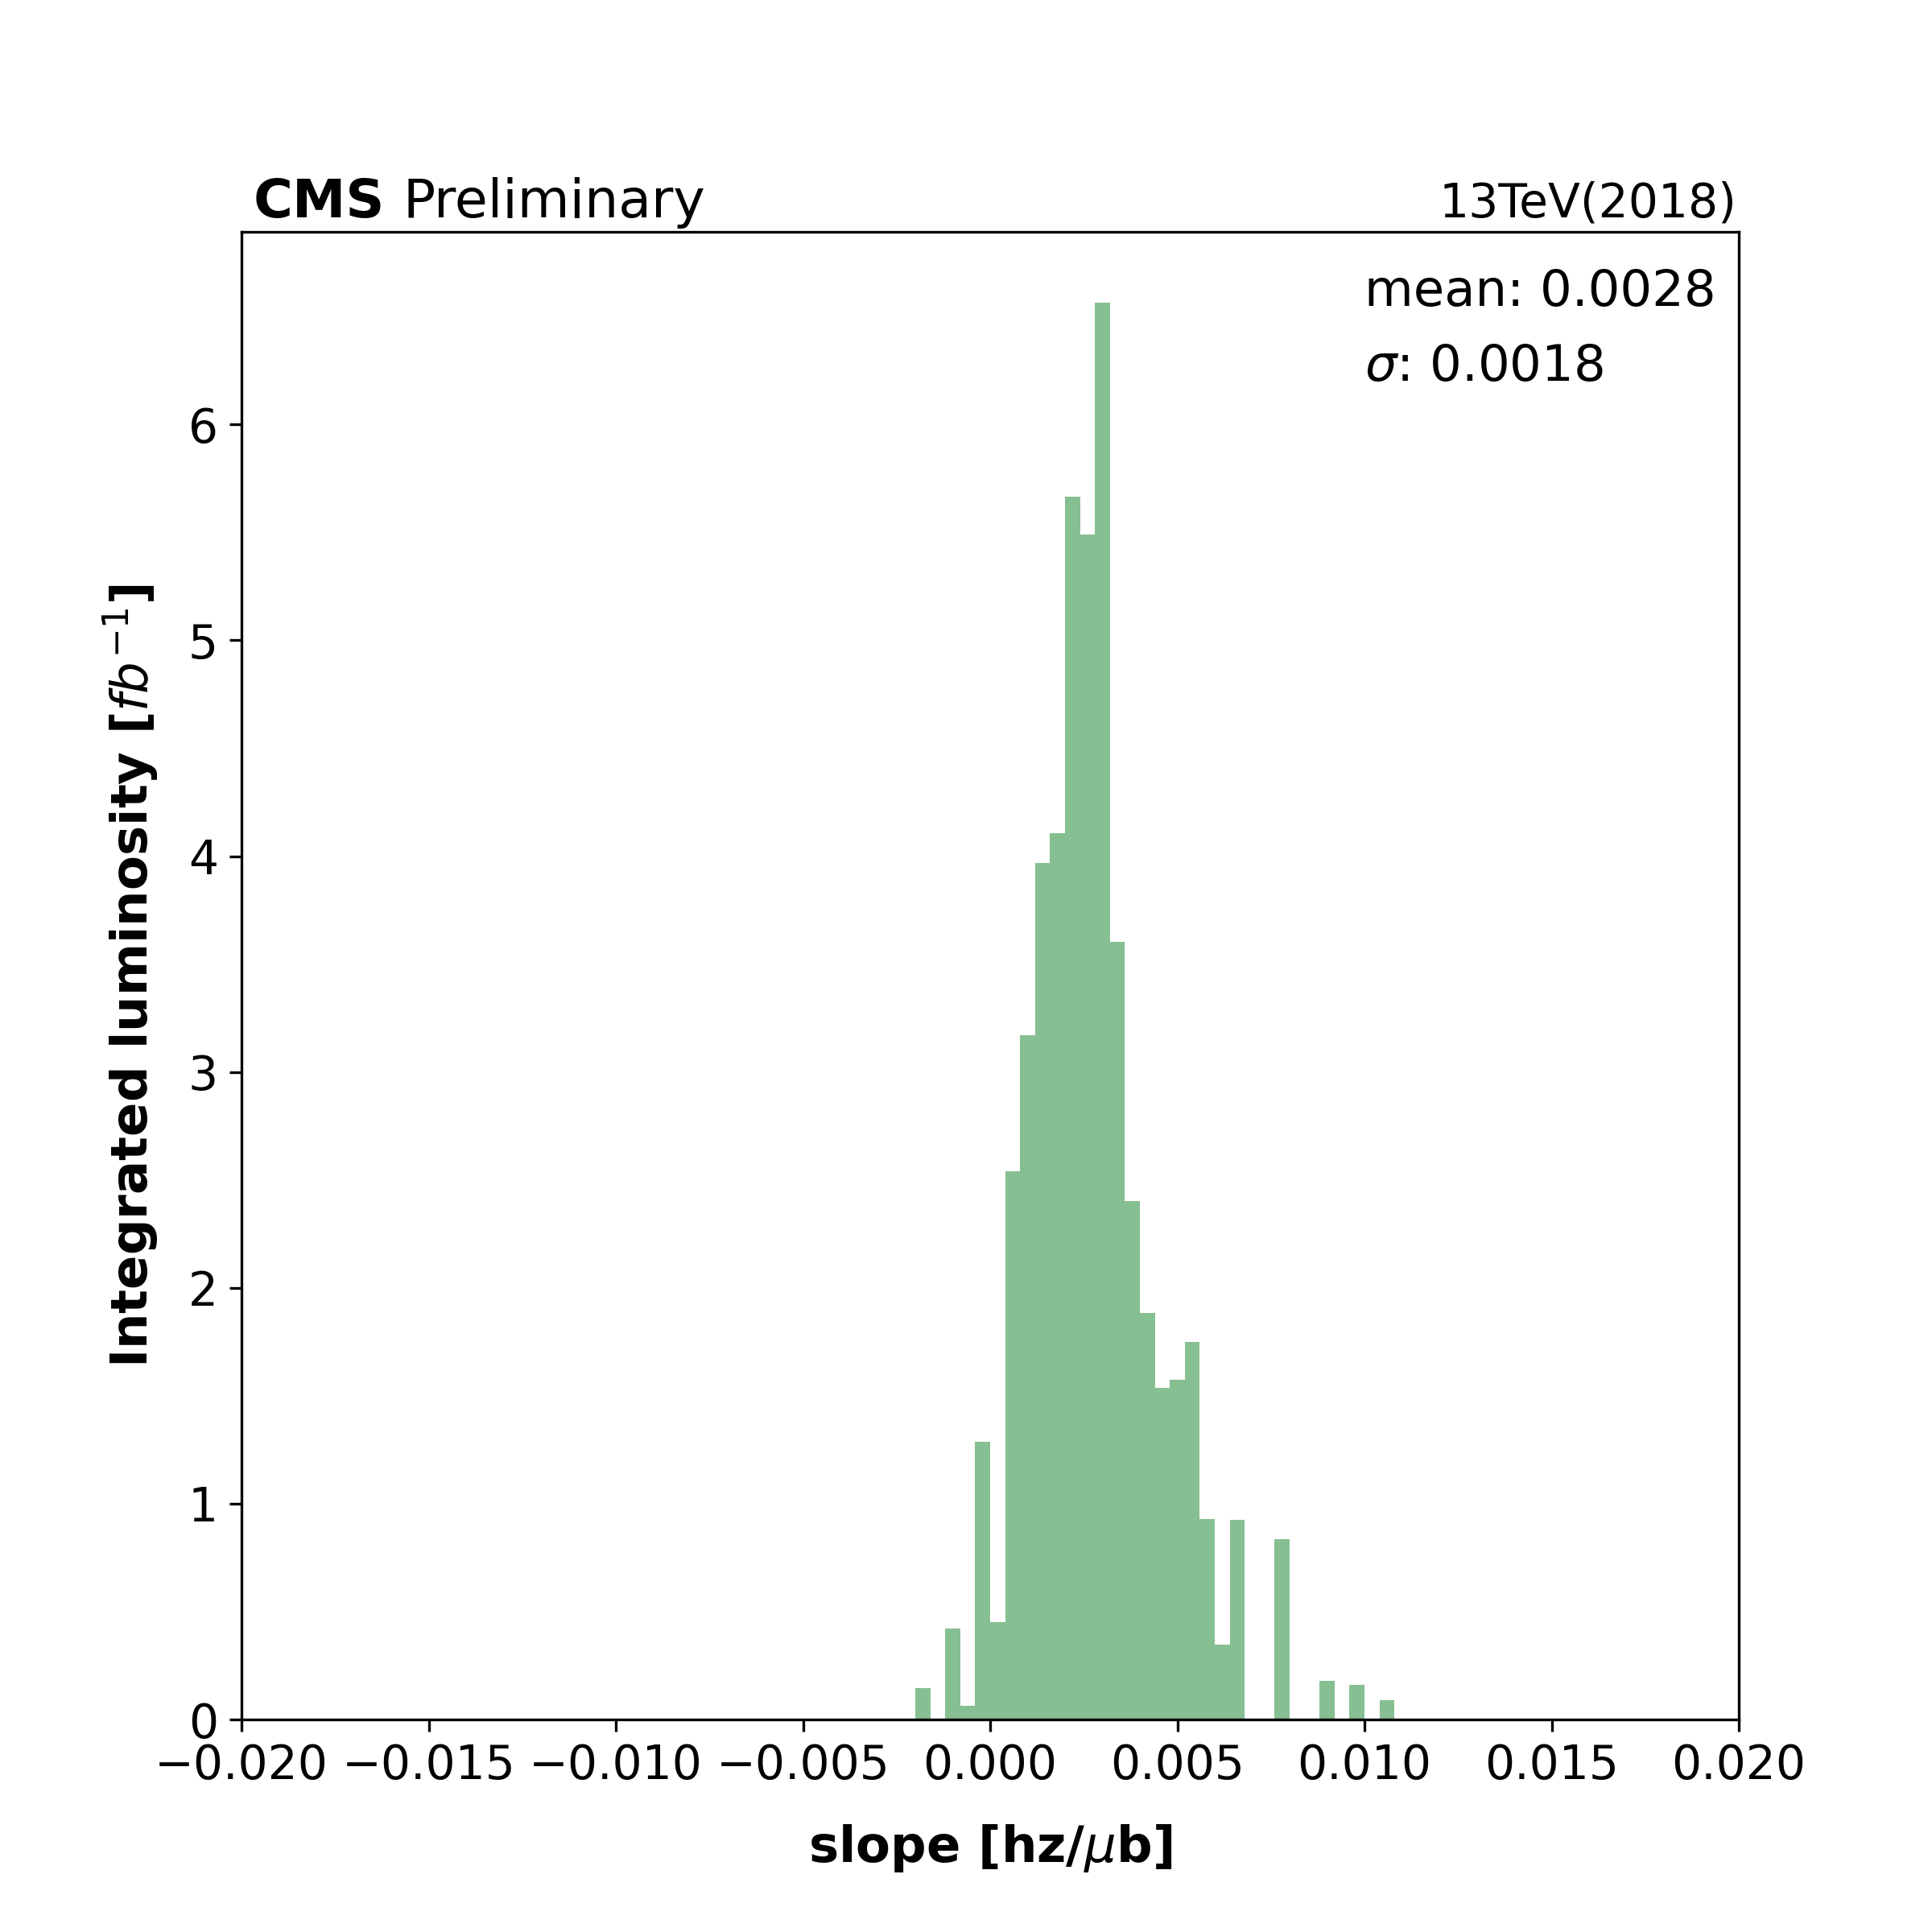 CMS Preliminary 13TeV(2018)
mean: 0.0028
σ: 0.0018
Integrated luminosity [fb⁻¹]
6
5
4
3
2
1
0
−0.020 −0.015 −0.010 −0.005 0.000 0.005 0.010 0.015 0.020
slope [hz/μb]